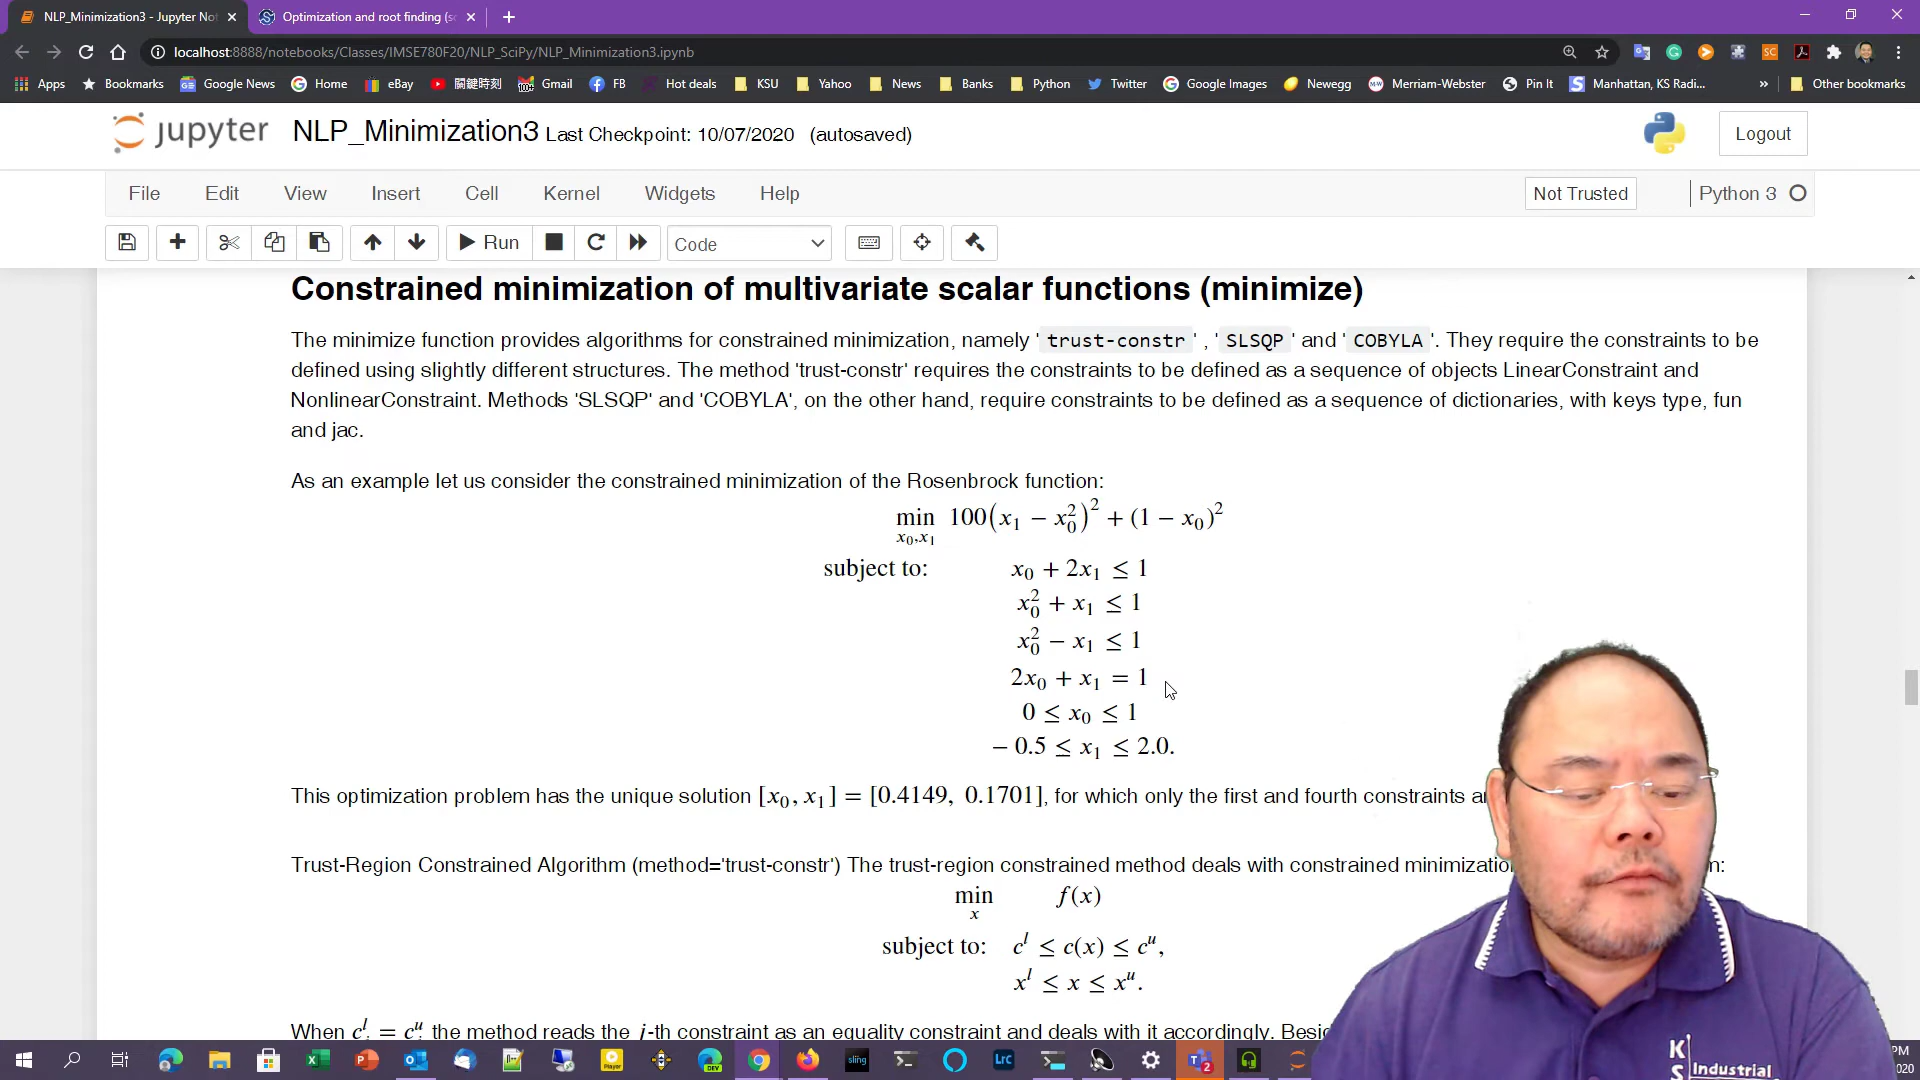 NLP_Minimization3 - Jupyter Not
Optimization and root finding (sc
localhost:8888/notebooks/Classes/IMSE780F20/NLP_SciPy/NLP_Minimization3.ipynb
Apps Bookmarks Google News Home eBay 關鍵時刻 Gmail FB Hot deals KSU Yahoo News Banks Python Twitter Google Images Newegg Merriam-Webster Pin It Manhattan, KS Radi... » Other bookmarks
jupyter NLP_Minimization3 Last Checkpoint: 10/07/2020 (autosaved) Logout
File Edit View Insert Cell Kernel Widgets Help Not Trusted Python 3
Run Code
Constrained minimization of multivariate scalar functions (minimize)
The minimize function provides algorithms for constrained minimization, namely 'trust-constr' , 'SLSQP' and 'COBYLA'. They require the constraints to be
defined using slightly different structures. The method 'trust-constr' requires the constraints to be defined as a sequence of objects LinearConstraint and
NonlinearConstraint. Methods 'SLSQP' and 'COBYLA', on the other hand, require constraints to be defined as a sequence of dictionaries, with keys type, fun
and jac.
As an example let us consider the constrained minimization of the Rosenbrock function:
min x₀,x₁ 100(x₁ − x₀²)² + (1 − x₀)²
subject to: x₀ + 2x₁ ≤ 1
x₀² + x₁ ≤ 1
x₀² − x₁ ≤ 1
2x₀ + x₁ = 1
0 ≤ x₀ ≤ 1
− 0.5 ≤ x₁ ≤ 2.0.
This optimization problem has the unique solution [x₀, x₁] = [0.4149, 0.1701], for which only the first and fourth constraints
Trust-Region Constrained Algorithm (method='trust-constr') The trust-region constrained method deals with constrained minimization
min x f(x)
subject to: cˡ ≤ c(x) ≤ cᵘ,
xˡ ≤ x ≤ xᵘ.
When cˡ = cᵘ the method reads the j-th constraint as an equality constraint and deals with it accordingly.
sling DEV Lrc
KS Industrial